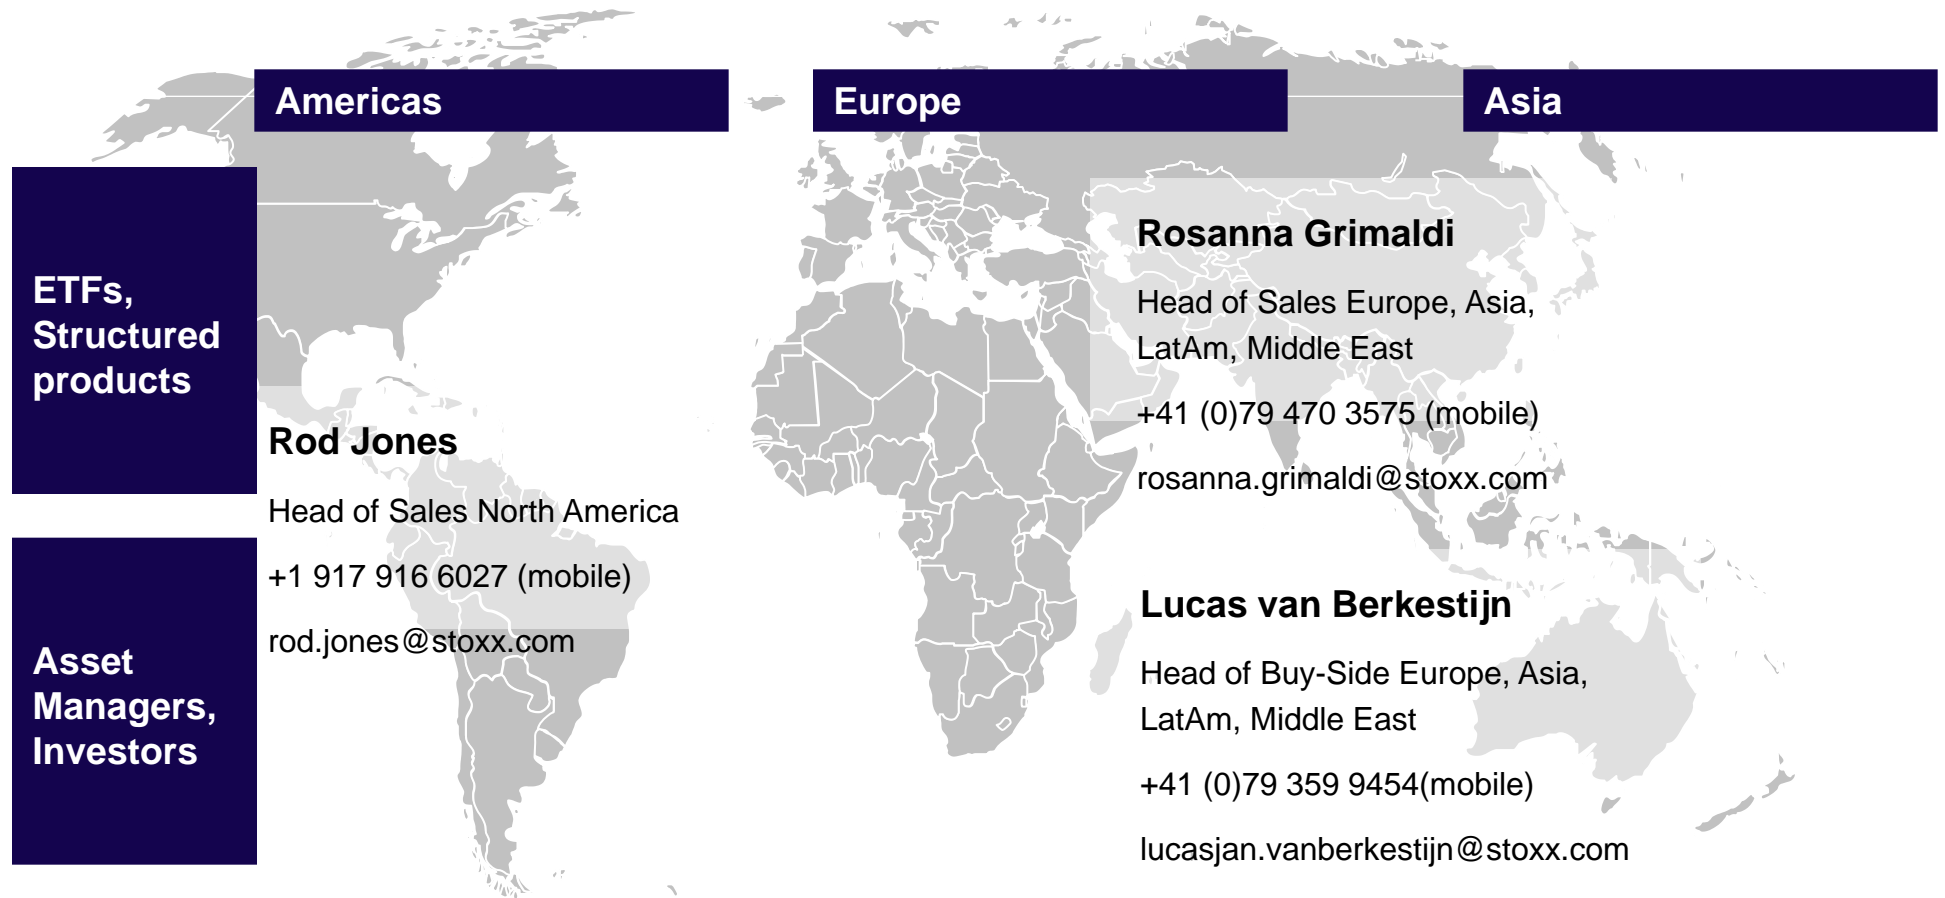 Americas
Europe
Asia
ETFs,
Structured
products
Rod Jones
Head of Sales North America
+1 917 916 6027 (mobile)
rod.jones@stoxx.com
Rosanna Grimaldi
Head of Sales Europe, Asia,
LatAm, Middle East
+41 (0)79 470 3575 (mobile)
rosanna.grimaldi@stoxx.com
Asset
Managers,
Investors
Lucas van Berkestijn
Head of Buy-Side Europe, Asia,
LatAm, Middle East
+41 (0)79 359 9454(mobile)
lucasjan.vanberkestijn@stoxx.com